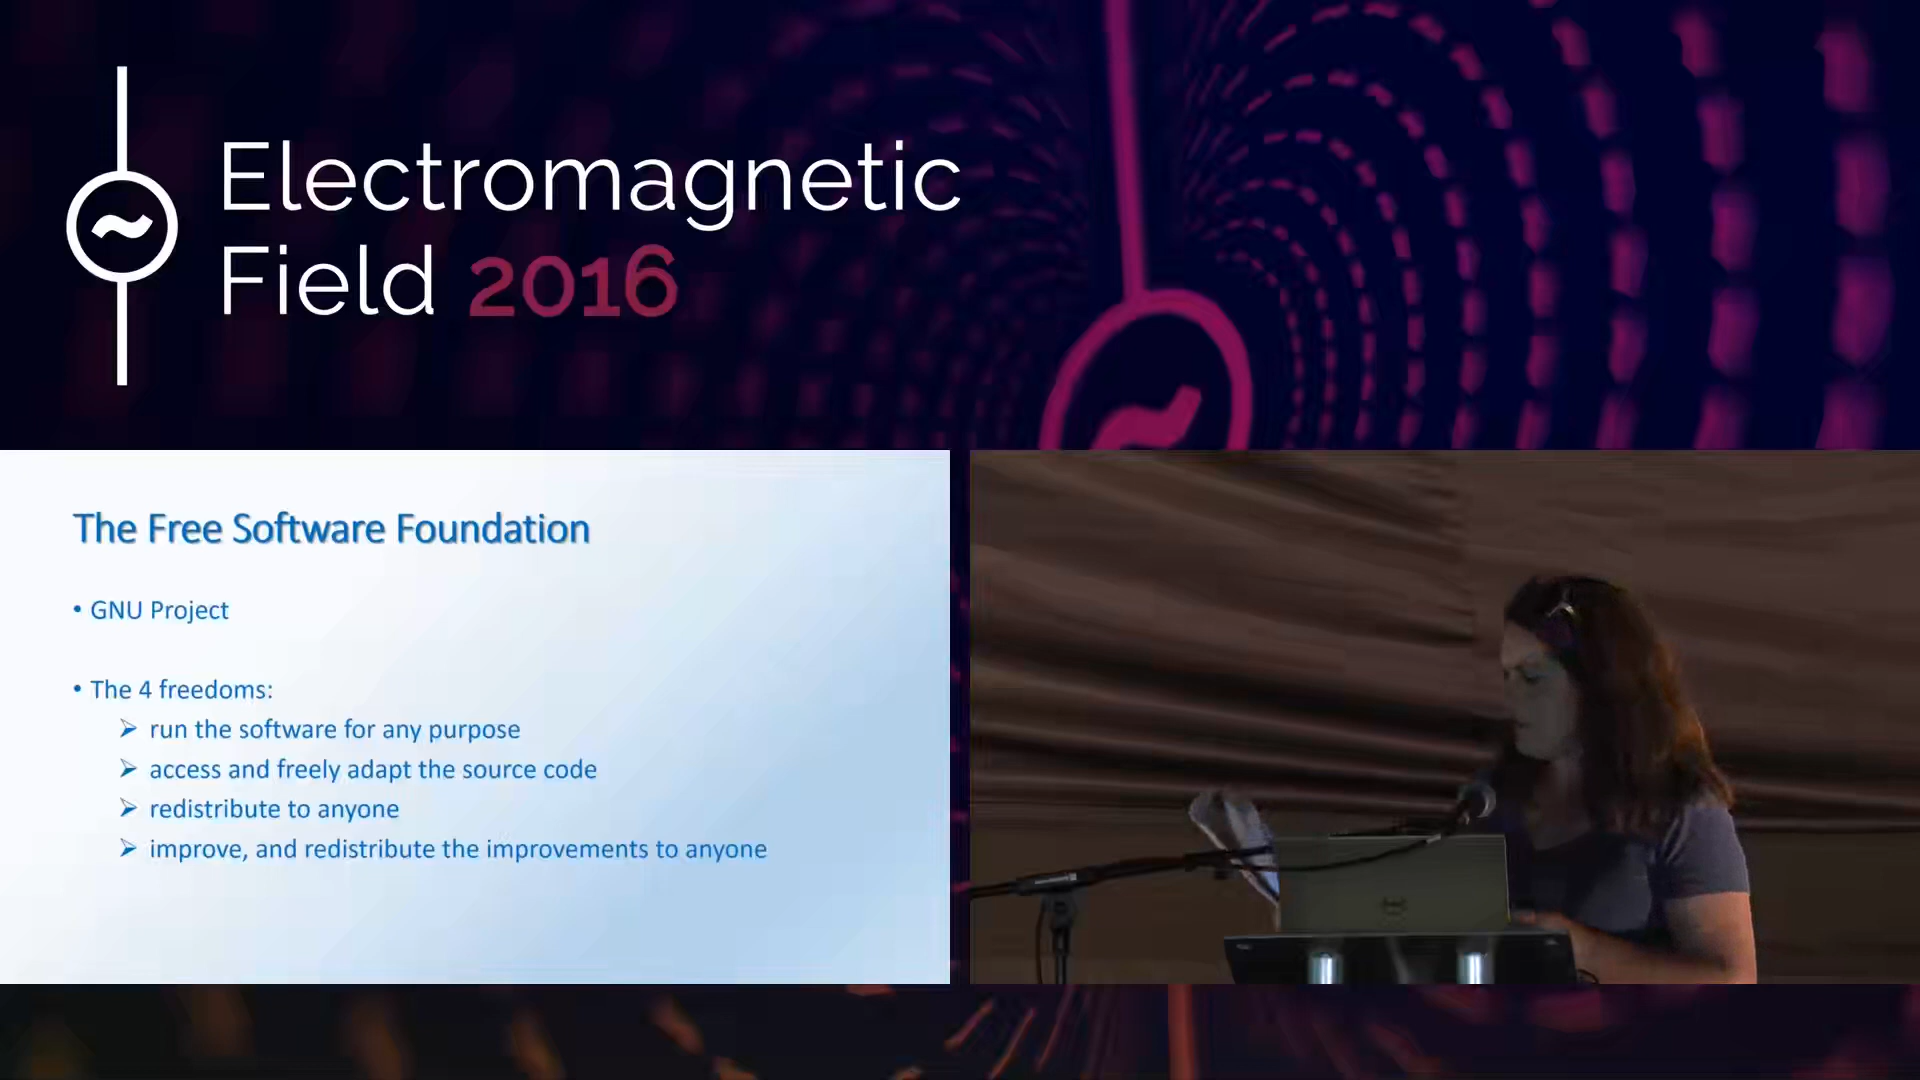 Electromagnetic
Field 2016
The Free Software Foundation
• GNU Project
• The 4 freedoms:
➢ run the software for any purpose
➢ access and freely adapt the source code
➢ redistribute to anyone
➢ improve, and redistribute the improvements to anyone